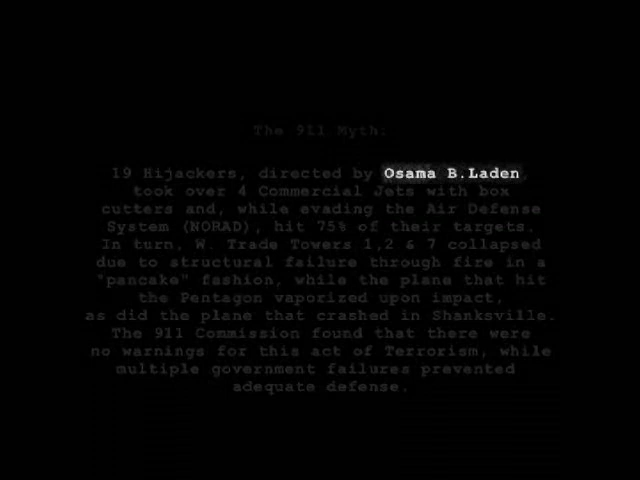 The 911 Myth:
19 Hijackers, directed by Osama B.Laden
took over 4 Commercial Jets with box
cutters and, while evading the Air Defense
System (NORAD), hit 75% of their targets.
In turn, W. Trade Towers 1,2 & 7 collapsed
due to structural failure through fire in a
"pancake" fashion, while the plane that hit
the Pentagon vaporized upon impact,
as did the plane that crashed in Shanksville.
The 911 Commission found that there were
no warnings for this act of Terrorism, while
multiple government failures prevented
adequate defense.